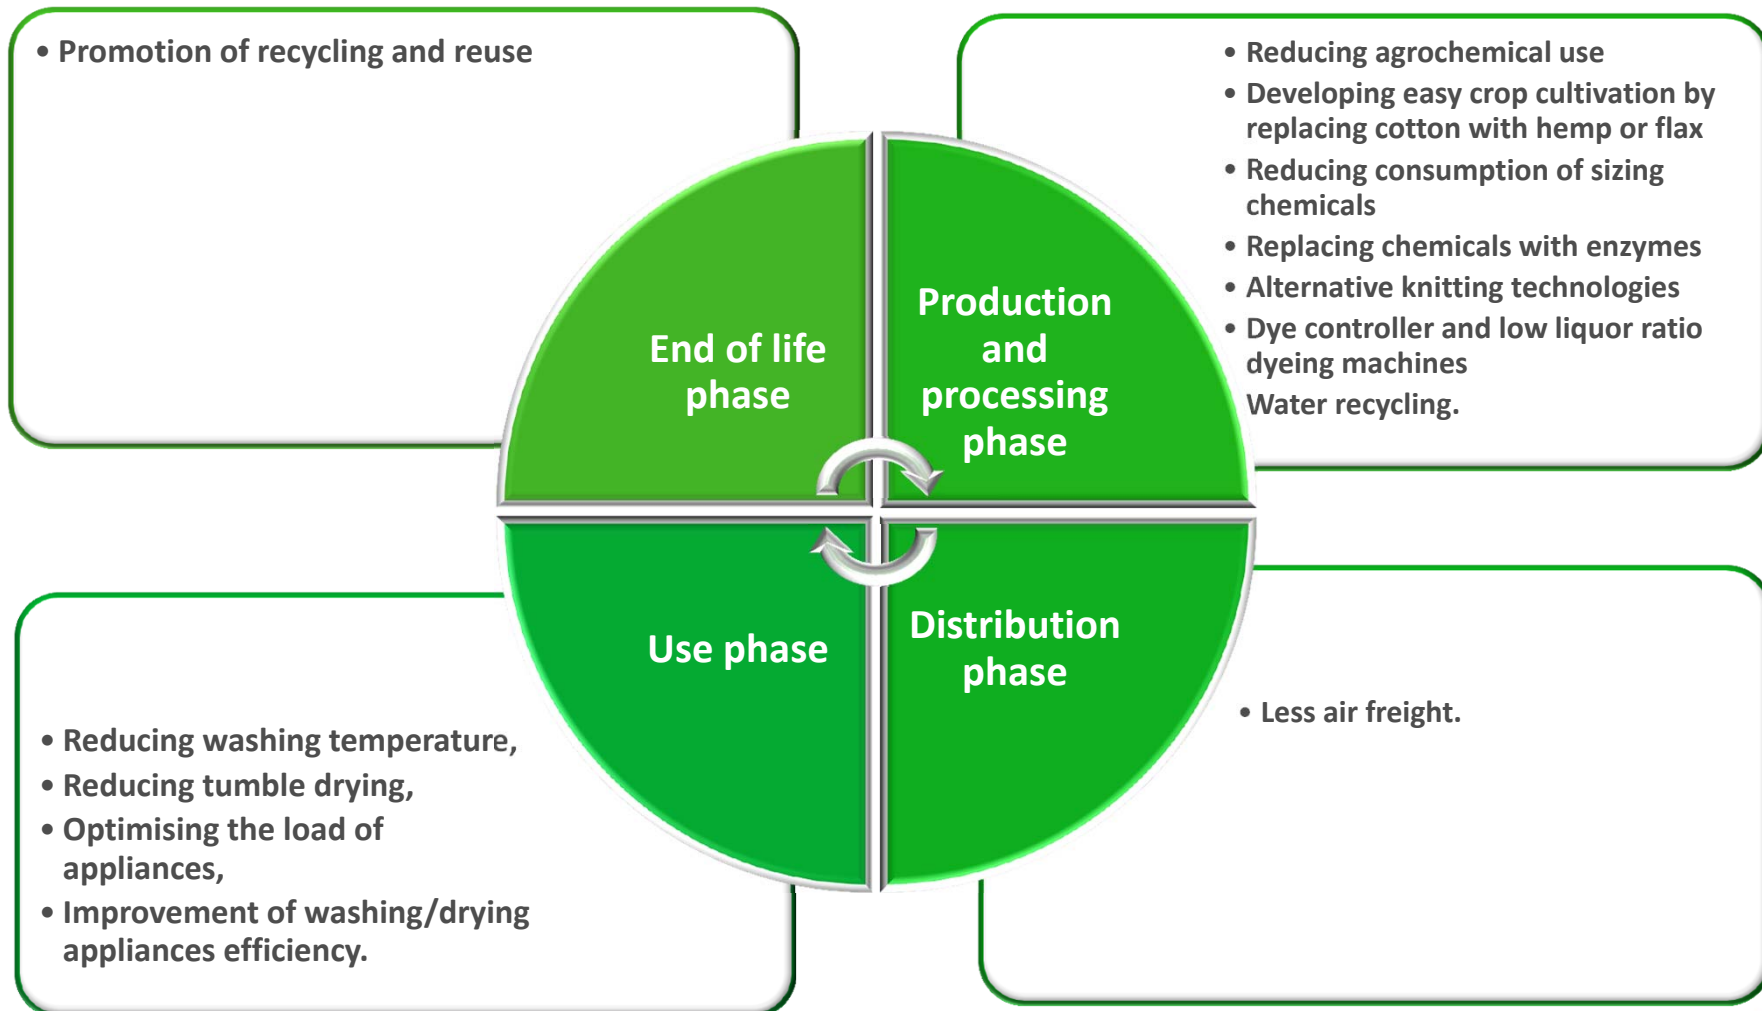 • Promotion of recycling and reuse
• Reducing agrochemical use
• Developing easy crop cultivation by
replacing cotton with hemp or flax
• Reducing consumption of sizing
chemicals
• Replacing chemicals with enzymes
• Alternative knitting technologies
• Dye controller and low liquor ratio
dyeing machines
Water recycling.
End of life
phase
Production
and
processing
phase
Use phase
Distribution
phase
• Reducing washing temperature,
• Reducing tumble drying,
• Optimising the load of
appliances,
• Improvement of washing/drying
appliances efficiency.
• Less air freight.